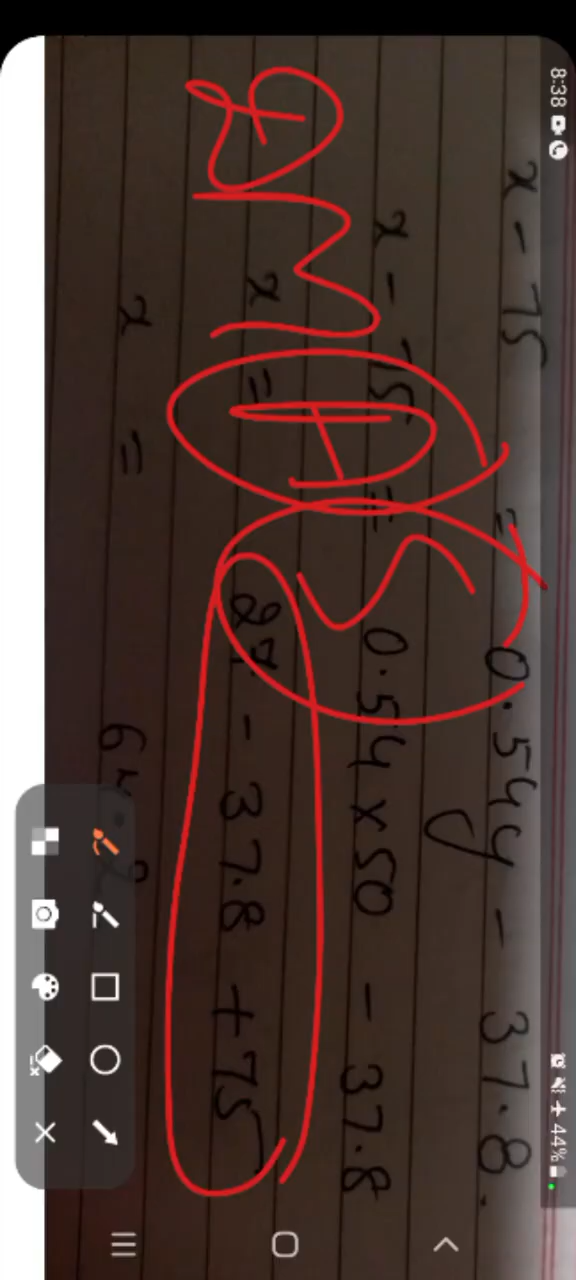 8:38
44%
x - 75 = 0.54y - 37.8.
x - 75 = 0.54 x 50 - 37.8
x = 27 - 37.8 + 75
x =